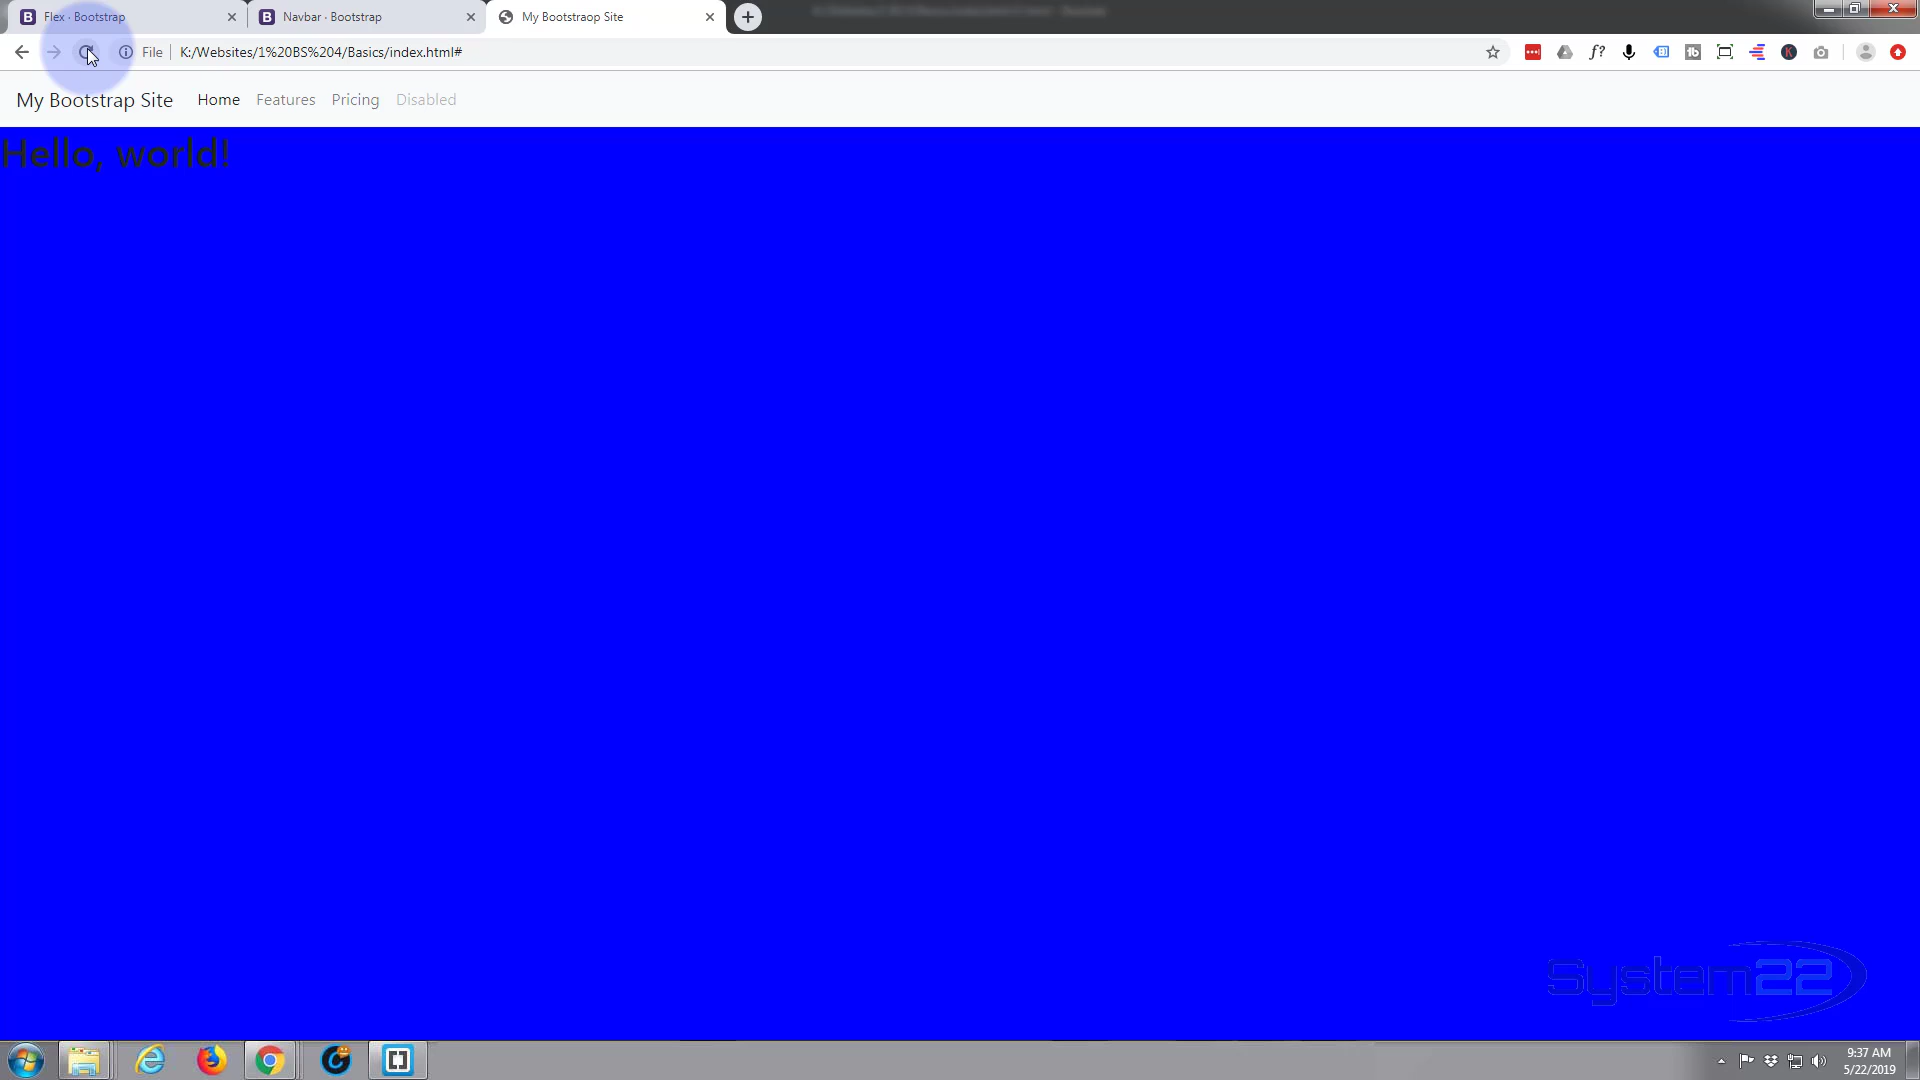 Flex · Bootstrap
Navbar · Bootstrap
My Bootstraop Site
File
K:/Websites/1%20BS%204/Basics/index.html#
My Bootstrap Site
Home
Features
Pricing
Disabled
Hello, world!
System22
9:37 AM
5/22/2019